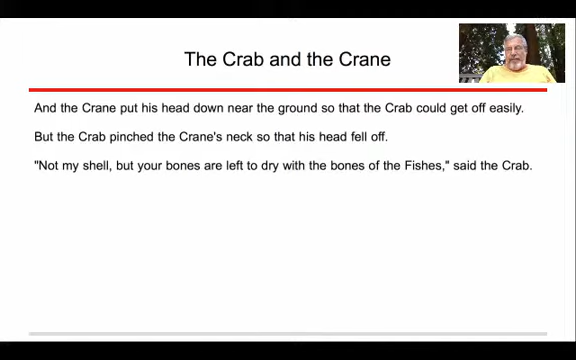 The Crab and the Crane
And the Crane put his head down near the ground so that the Crab could get off easily.
But the Crab pinched the Crane's neck so that his head fell off.
"Not my shell, but your bones are left to dry with the bones of the Fishes," said the Crab.